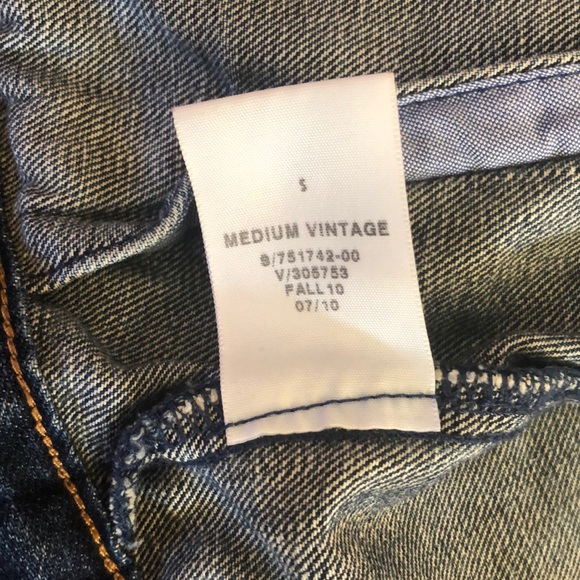 S
MEDIUM VINTAGE
S/751742-00
V/305753
FALL10
07/10